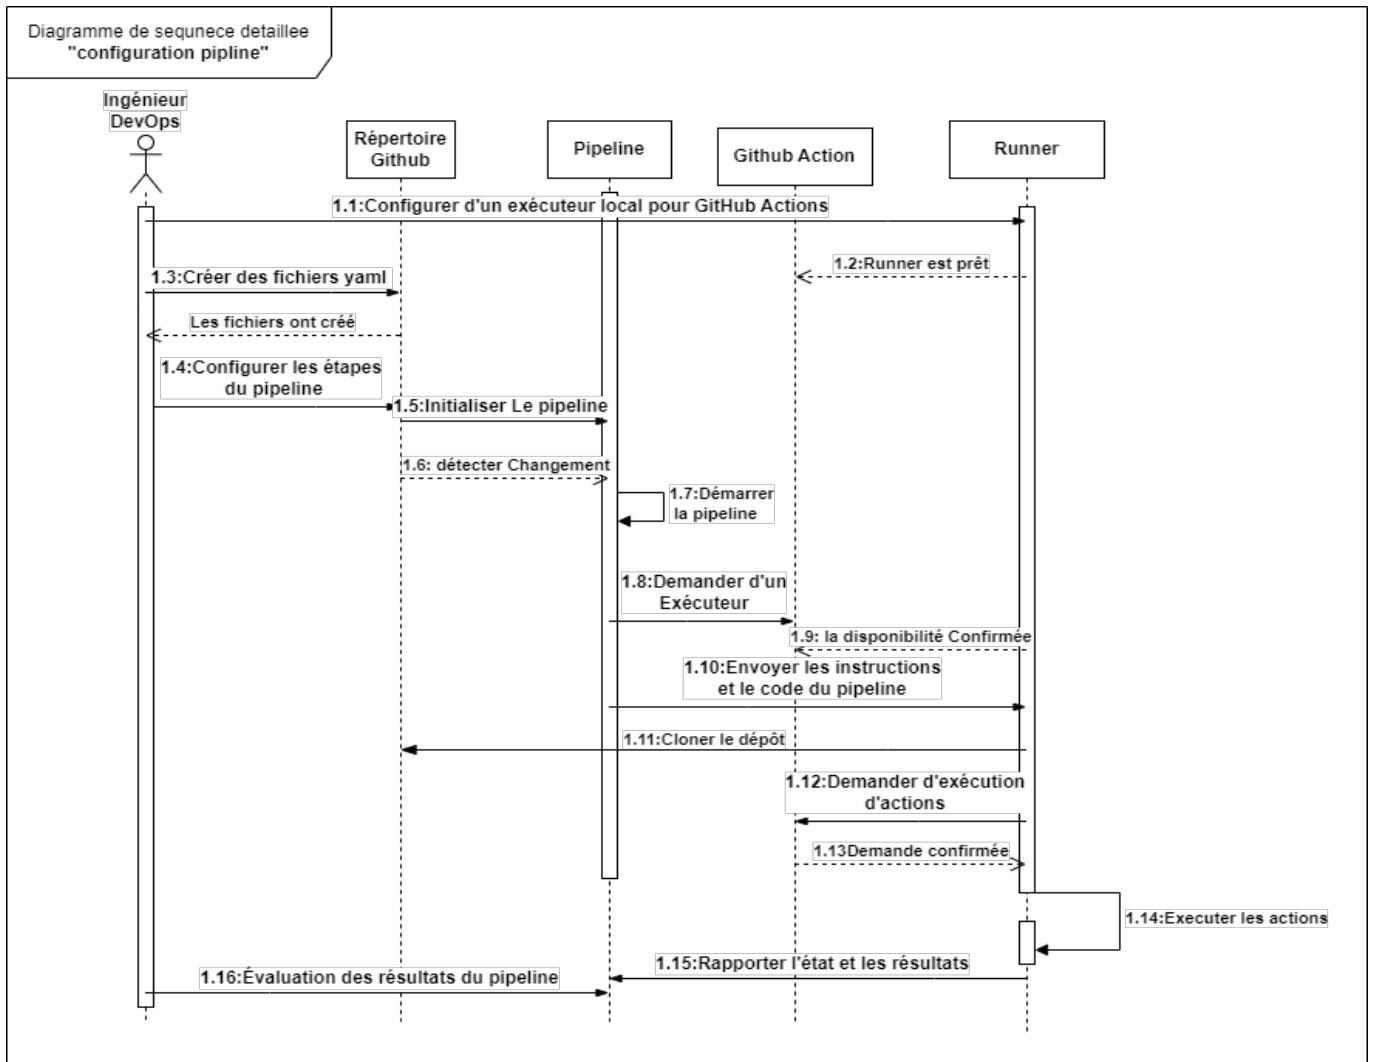 Diagramme de sequnece detaillee
"configuration pipline"
Ingénieur
DevOps
Répertoire
Github
Pipeline
Github Action
Runner
1.1:Configurer d'un exécuteur local pour GitHub Actions
1.2:Runner est prêt
1.3:Créer des fichiers yaml
Les fichiers ont créé
1.4:Configurer les étapes
du pipeline
1.5:Initialiser Le pipeline
1.6: détecter Changement
1.7:Démarrer
la pipeline
1.8:Demander d'un
Exécuteur
1.9: la disponibilité Confirmée
1.10:Envoyer les instructions
et le code du pipeline
1.11:Cloner le dépôt
1.12:Demander d'exécution
d'actions
1.13Demande confirmée
1.14:Executer les actions
1.15:Rapporter l'état et les résultats
1.16:Évaluation des résultats du pipeline